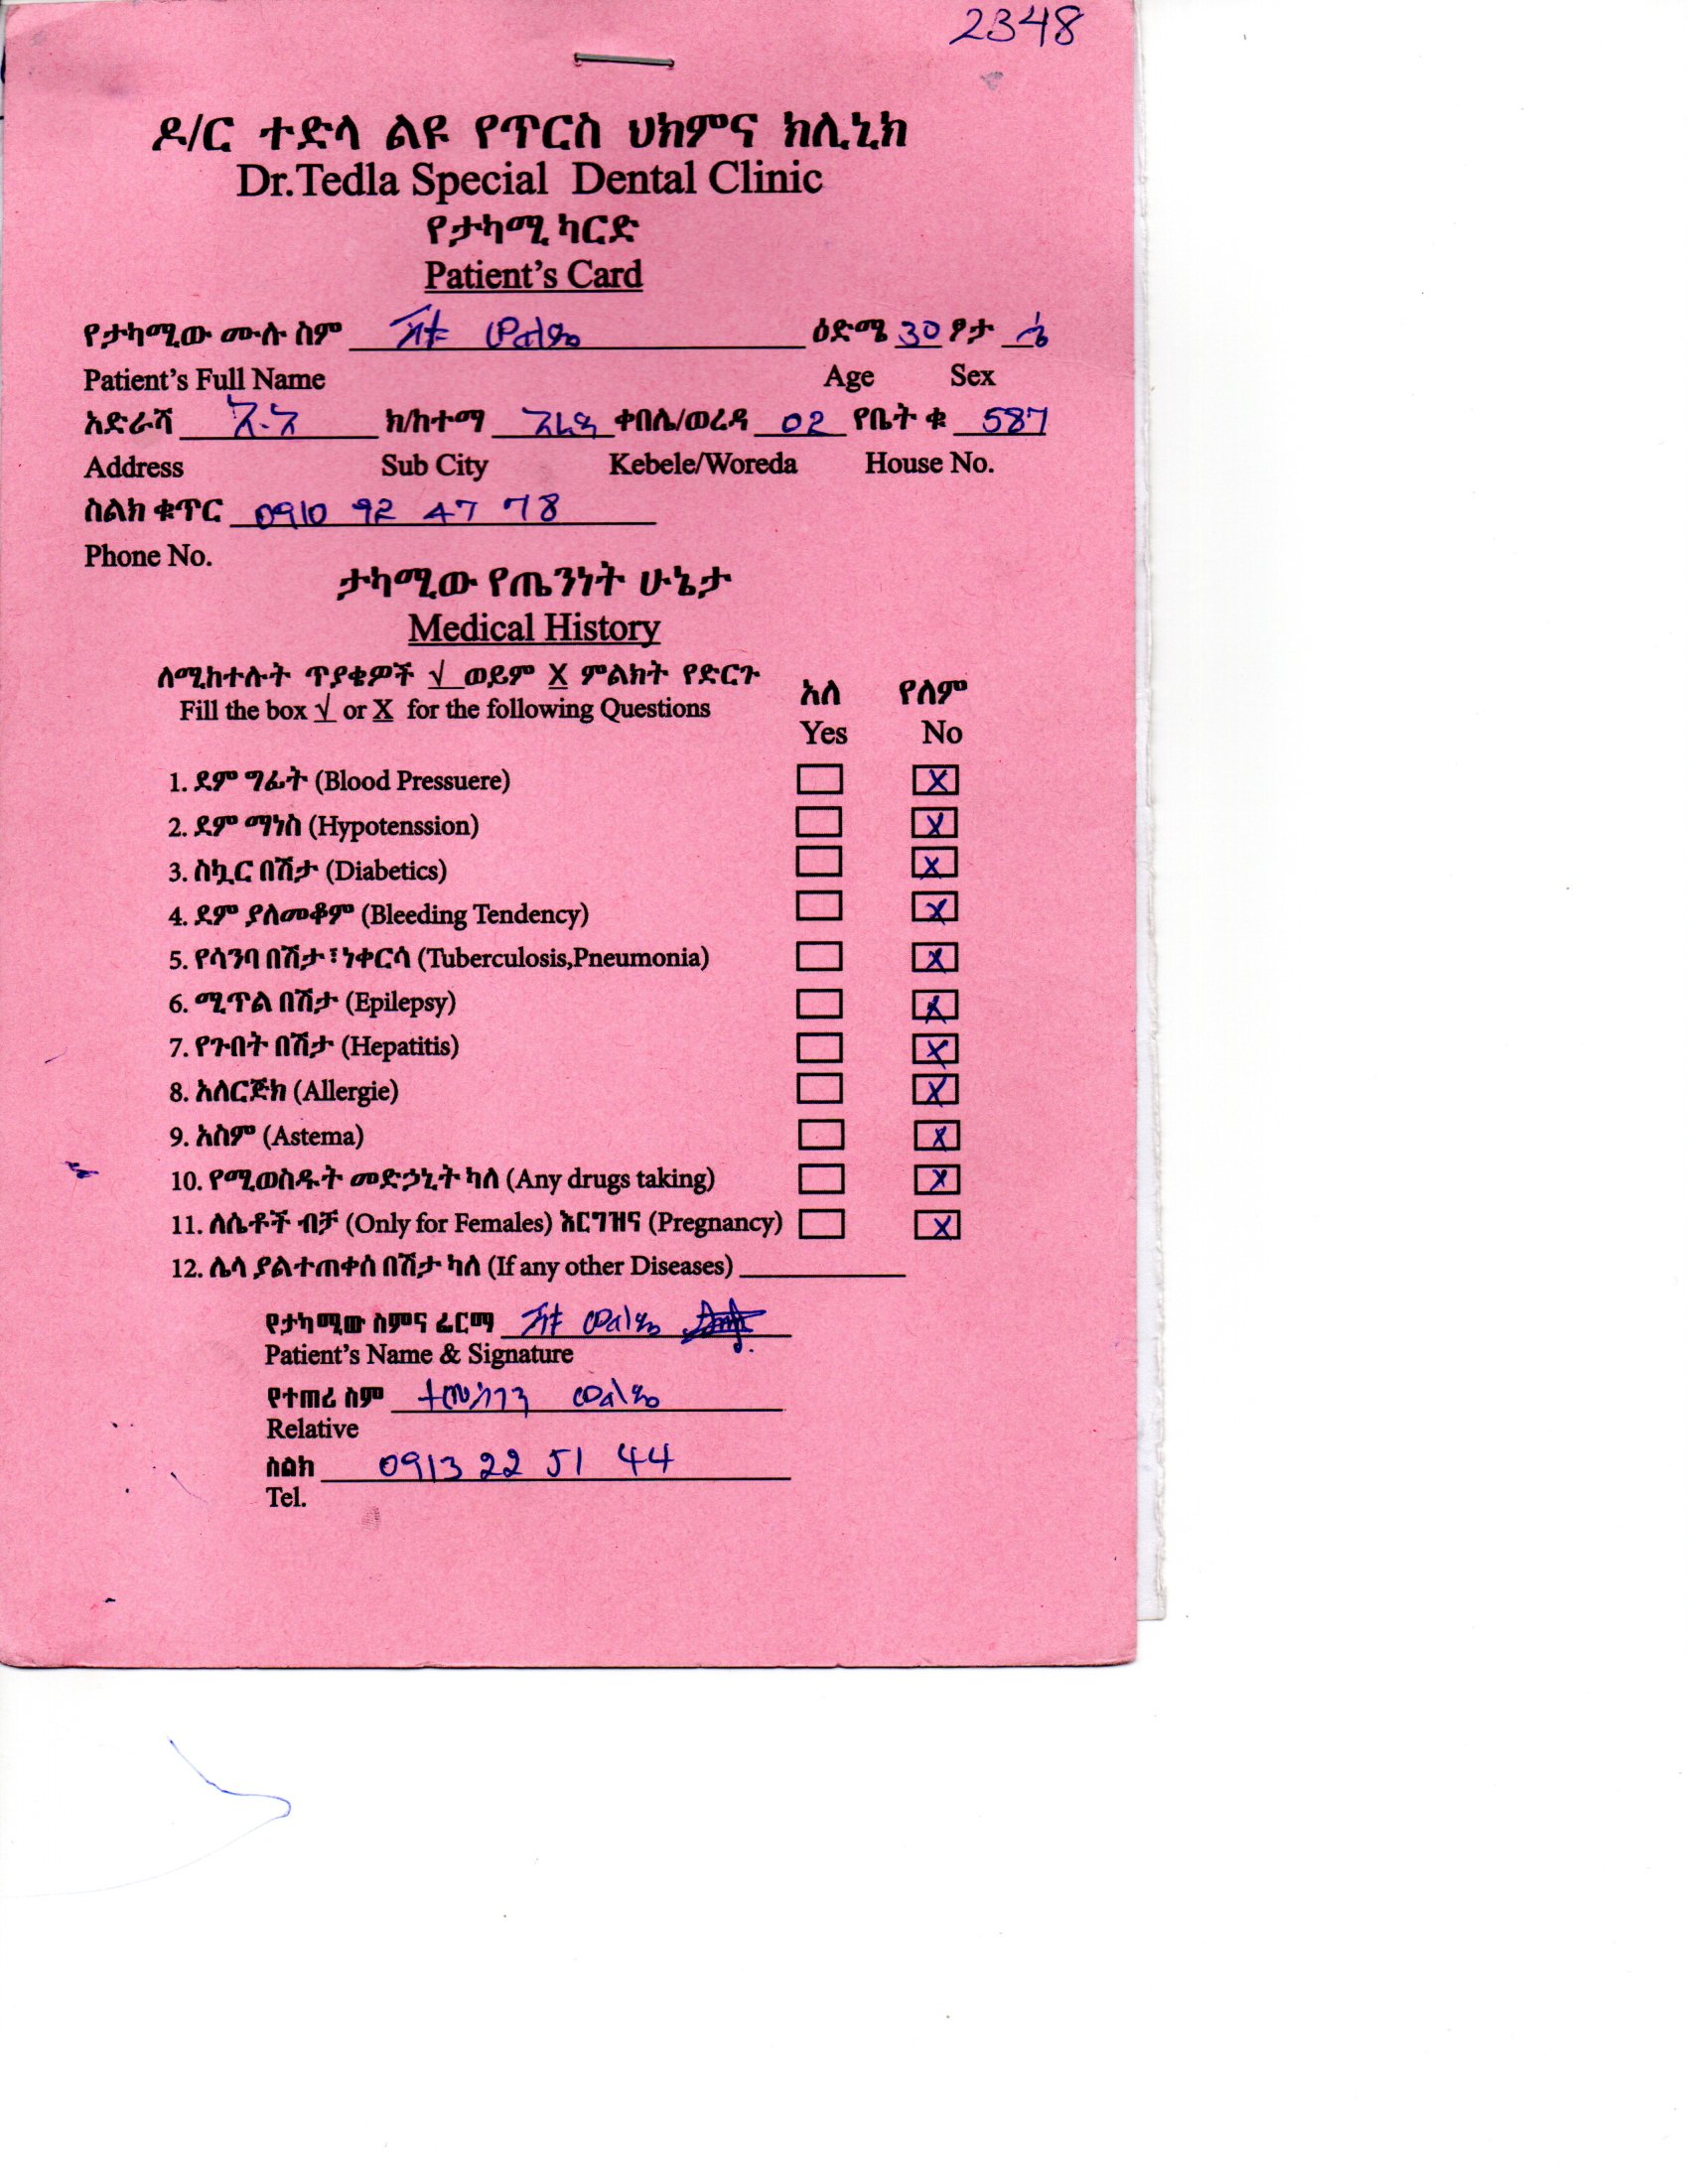 2348
ዶ/ር ተድላ ልዩ የጥርስ ህክምና ክሊኒክ
Dr.Tedla Special Dental Clinic
የታካሚ ካርድ
Patient's Card
የታካሚው ሙሉ ስም ዕድሜ 30 ፆታ ሴ
Patient's Full Name Age Sex
አድራሻ አ.አ ክ/ከተማ አራዳ ቀበሌ/ወረዳ 02 የቤት ቁ 587
Address Sub City Kebele/Woreda House No.
ስልክ ቁጥር 0910 92 47 78
Phone No.
ታካሚው የጤንነት ሁኔታ
Medical History
ለሚከተሉት ጥያቄዎች √ ወይም X ምልክት የድርጉ
Fill the box √ or X for the following Questions
አለ የለም
Yes No
1. ደም ግፊት (Blood Pressuere) X
2. ደም ማነስ (Hypotenssion) X
3. ስኳር በሽታ (Diabetics) X
4. ደም ያለመቆም (Bleeding Tendency) X
5. የሳንባ በሽታ፣ነቀርሳ (Tuberculosis,Pneumonia) X
6. ሚጥል በሽታ (Epilepsy) X
7. የጉበት በሽታ (Hepatitis) X
8. አለርጅክ (Allergie) X
9. አስም (Astema) X
10. የሚወስዱት መድኃኒት ካለ (Any drugs taking) X
11. ለሴቶች ብቻ (Only for Females) እርግዝና (Pregnancy) X
12. ሌላ ያልተጠቀሰ በሽታ ካለ (If any other Diseases)
የታካሚው ስምና ፊርማ
Patient's Name & Signature
የተጠሪ ስም ተመስገን
Relative
ስልክ 0913 22 51 44
Tel.